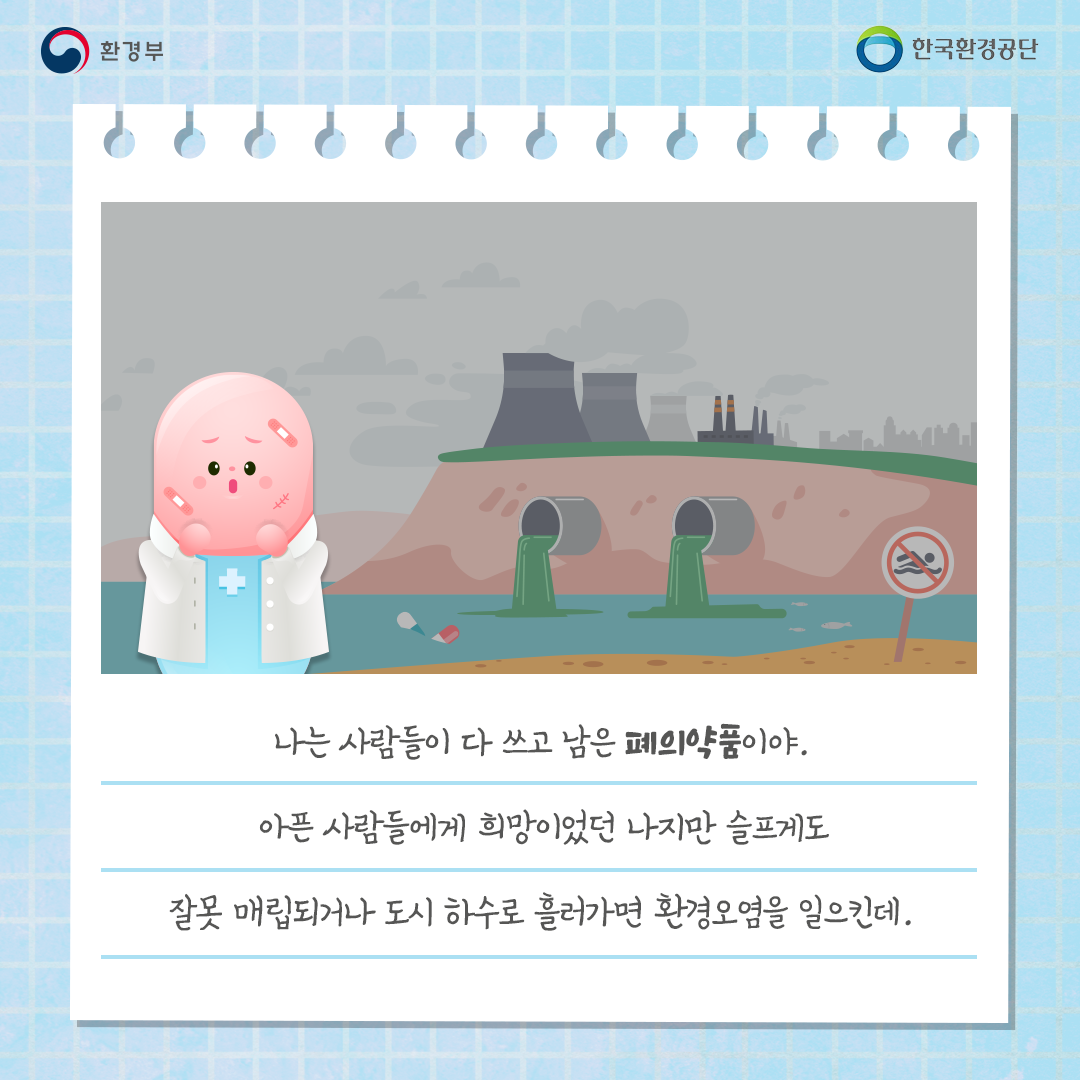 환경부
한국환경공단
나는 사람들이 다 쓰고 남은 폐의약품이야.
아픈 사람들에게 희망이었던 나지만 슬프게도
잘못 매립되거나 도시 하수로 흘러가면 환경오염을 일으킨데.